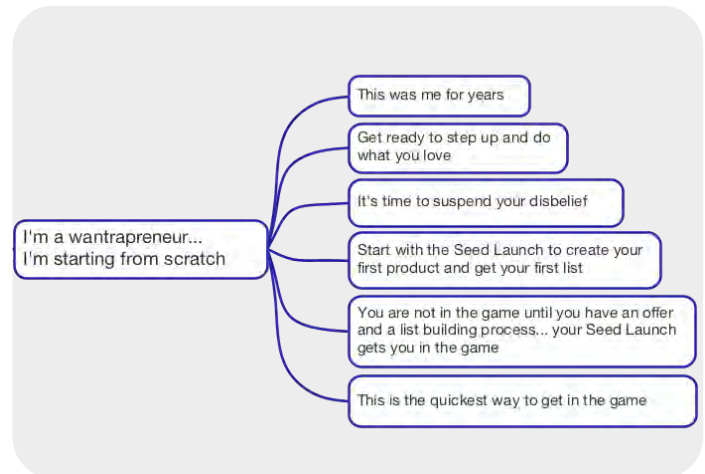 I'm a wantrapreneur...
I'm starting from scratch
This was me for years
Get ready to step up and do
what you love
It's time to suspend your disbelief
Start with the Seed Launch to create your
first product and get your first list
You are not in the game until you have an offer
and a list building process... your Seed Launch
gets you in the game
This is the quickest way to get in the game